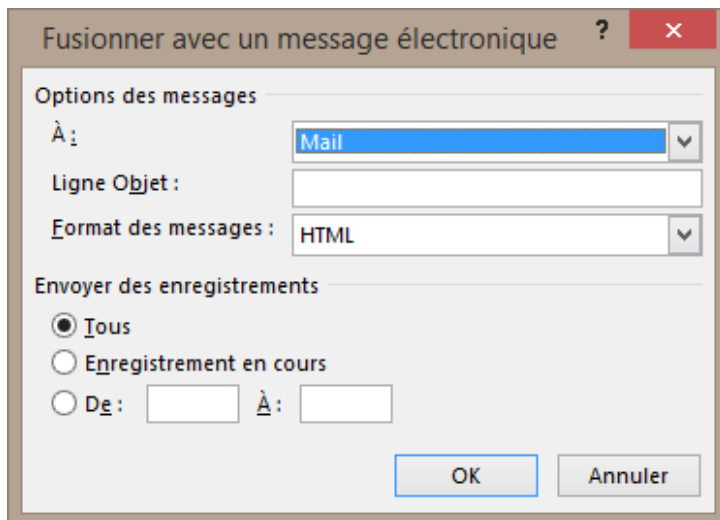 Fusionner avec un message électronique ? ×
Options des messages
À : Mail
Ligne Objet :
Format des messages : HTML
Envoyer des enregistrements
Tous
Enregistrement en cours
De : À :
OK Annuler